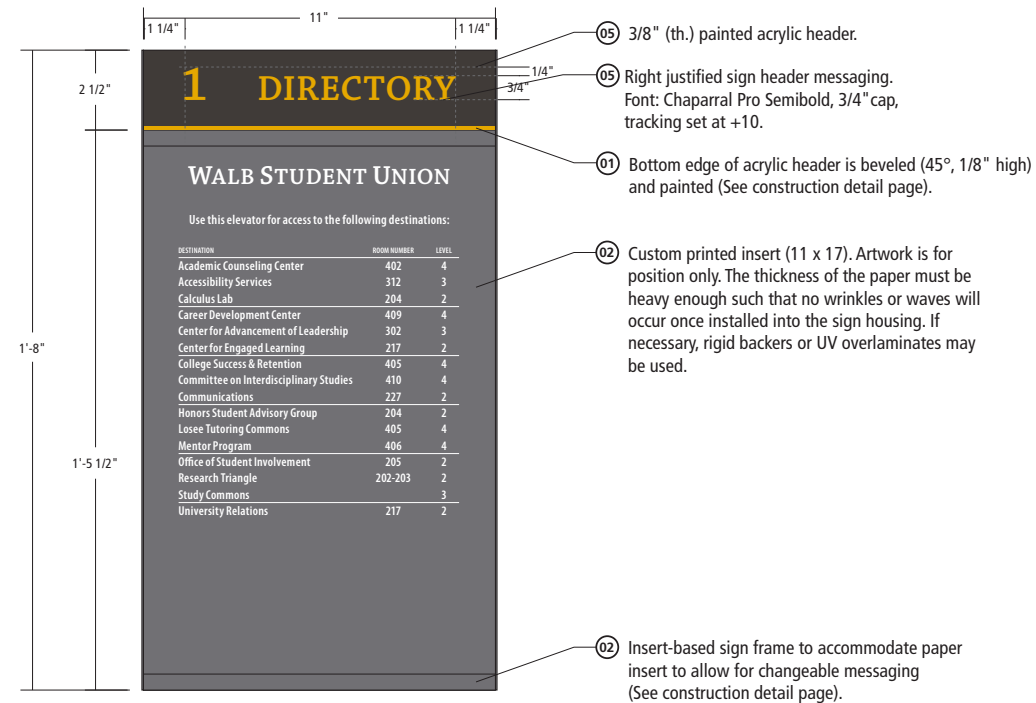 11"
1 1/4"
1 1/4"
2 1/2"
1'-8"
1'-5 1/2"
1/4"
3/4"
1 DIRECTORY
WALB STUDENT UNION
Use this elevator for access to the following destinations:
DESTINATION ROOM NUMBER LEVEL
Academic Counseling Center 402 4
Accessibility Services 312 3
Calculus Lab 204 2
Career Development Center 409 4
Center for Advancement of Leadership 302 3
Center for Engaged Learning 217 2
College Success & Retention 405 4
Committee on Interdisciplinary Studies 410 4
Communications 227 2
Honors Student Advisory Group 204 2
Losee Tutoring Commons 405 4
Mentor Program 406 4
Office of Student Involvement 205 2
Research Triangle 202-203 2
Study Commons 3
University Relations 217 2
05 3/8" (th.) painted acrylic header.
05 Right justified sign header messaging.
Font: Chaparral Pro Semibold, 3/4"cap,
tracking set at +10.
01 Bottom edge of acrylic header is beveled (45°, 1/8" high)
and painted (See construction detail page).
02 Custom printed insert (11 x 17). Artwork is for
position only. The thickness of the paper must be
heavy enough such that no wrinkles or waves will
occur once installed into the sign housing. If
necessary, rigid backers or UV overlaminates may
be used.
02 Insert-based sign frame to accommodate paper
insert to allow for changeable messaging
(See construction detail page).